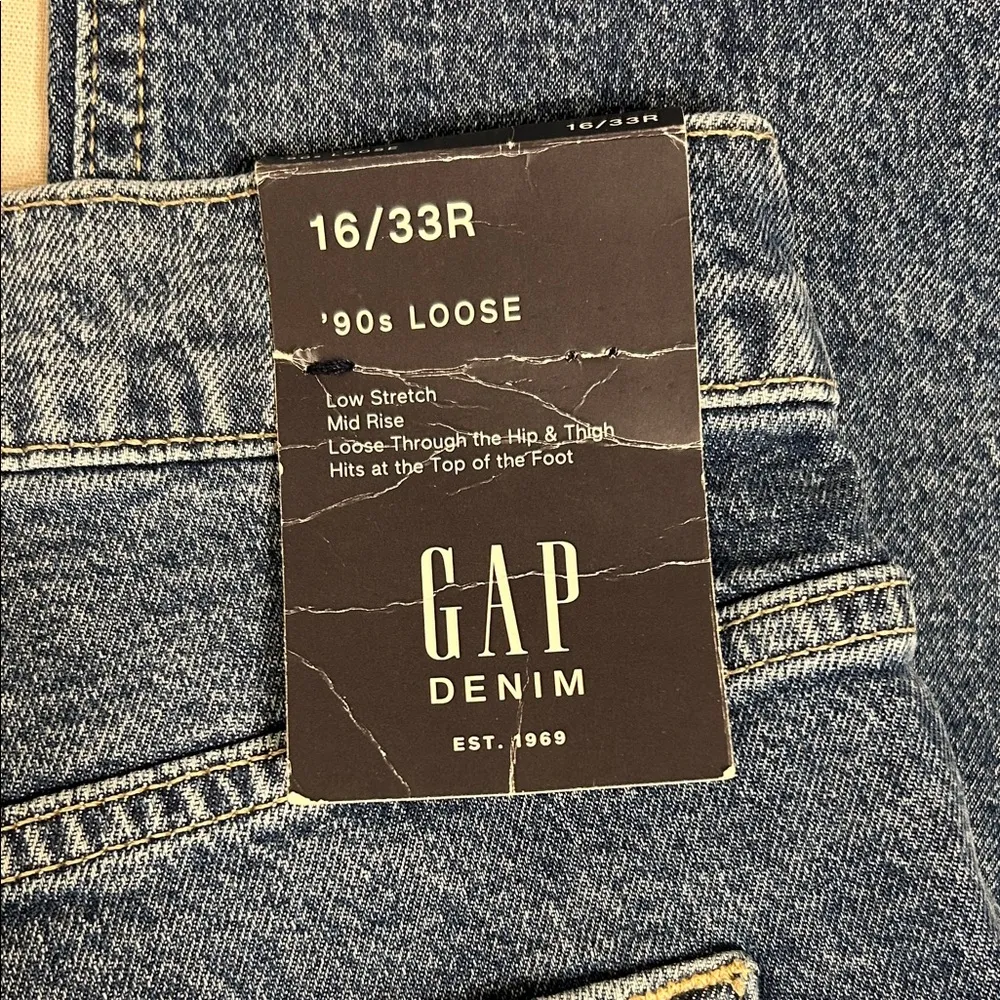 16/33R
16/33R
'90s LOOSE
Low Stretch
Mid Rise
Loose Through the Hip & Thigh
Hits at the Top of the Foot
GAP
DENIM
EST. 1969